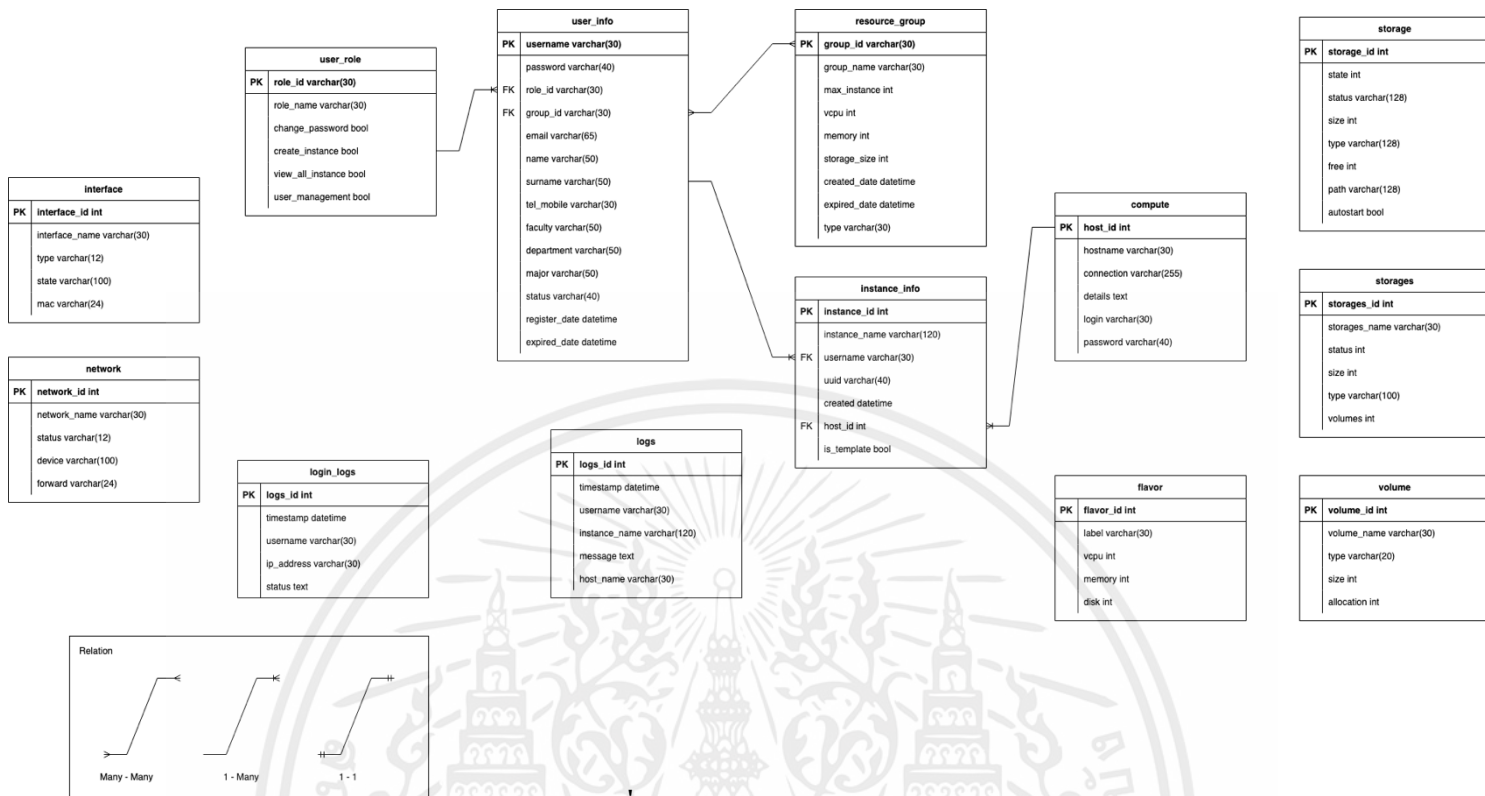 user_info
PK username varchar(30)
password varchar(40)
FK role_id varchar(30)
FK group_id varchar(30)
email varchar(65)
name varchar(50)
surname varchar(50)
tel_mobile varchar(30)
faculty varchar(50)
department varchar(50)
major varchar(50)
status varchar(40)
register_date datetime
expired_date datetime
resource_group
PK group_id varchar(30)
group_name varchar(30)
max_instance int
vcpu int
memory int
storage_size int
created_date datetime
expired_date datetime
type varchar(30)
storage
PK storage_id int
state int
status varchar(128)
size int
type varchar(128)
free int
path varchar(128)
autostart bool
user_role
PK role_id varchar(30)
role_name varchar(30)
change_password bool
create_instance bool
view_all_instance bool
user_management bool
interface
PK interface_id int
interface_name varchar(30)
type varchar(12)
state varchar(100)
mac varchar(24)
compute
PK host_id int
hostname varchar(30)
connection varchar(255)
details text
login varchar(30)
password varchar(40)
instance_info
PK instance_id int
instance_name varchar(120)
FK username varchar(30)
uuid varchar(40)
created datetime
FK host_id int
is_template bool
storages
PK storages_id int
storages_name varchar(30)
status int
size int
type varchar(100)
volumes int
network
PK network_id int
network_name varchar(30)
status varchar(12)
device varchar(100)
forward varchar(24)
login_logs
PK logs_id int
timestamp datetime
username varchar(30)
ip_address varchar(30)
status text
logs
PK logs_id int
timestamp datetime
username varchar(30)
instance_name varchar(120)
message text
host_name varchar(30)
flavor
PK flavor_id int
label varchar(30)
vcpu int
memory int
disk int
volume
PK volume_id int
volume_name varchar(30)
type varchar(20)
size int
allocation int
Relation
Many - Many
1 - Many
1 - 1